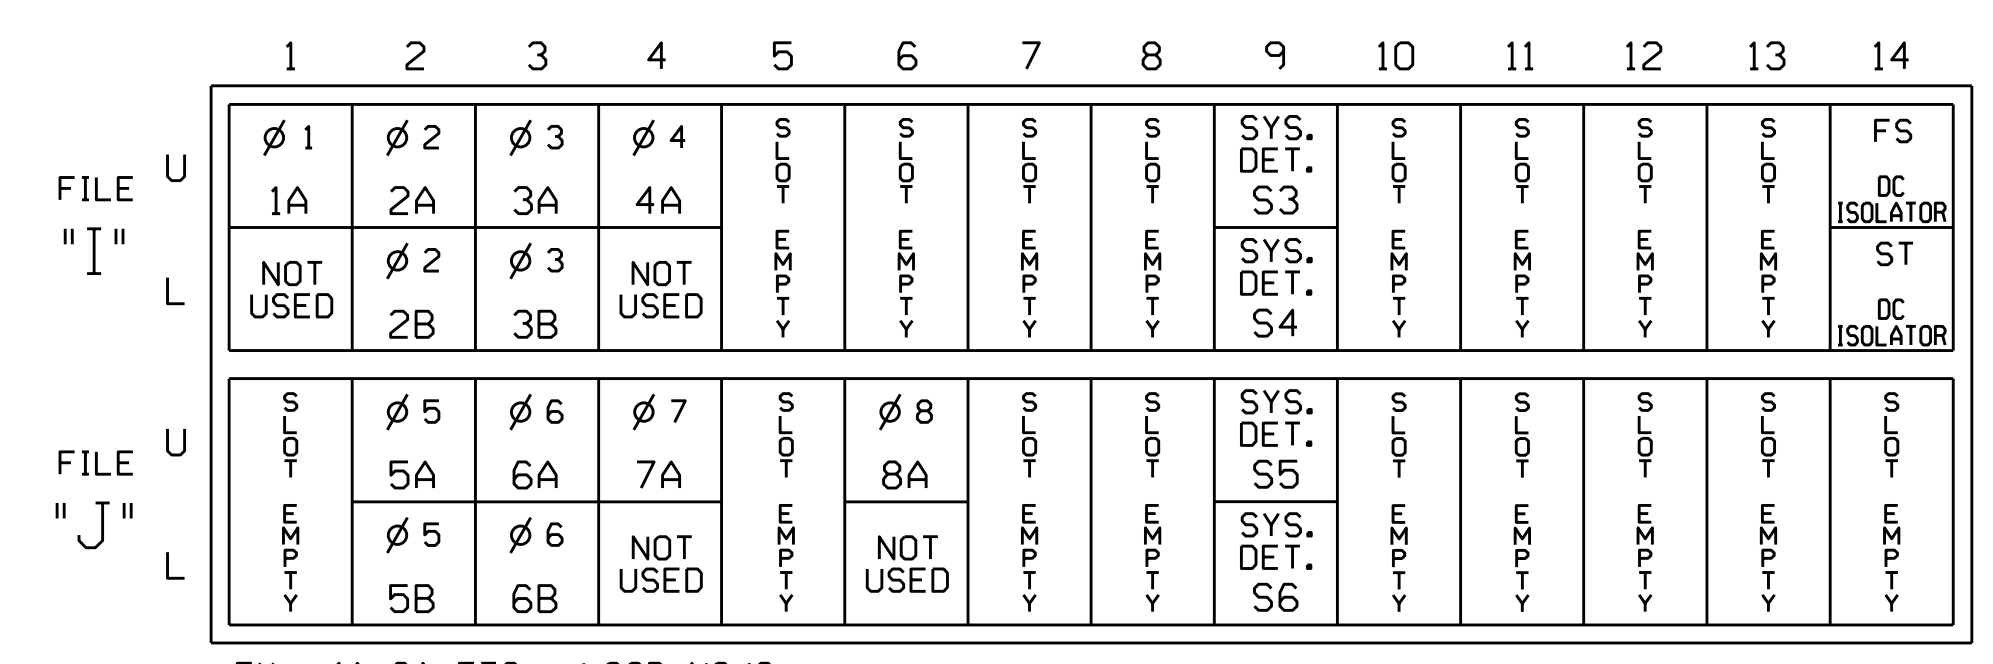 1 2 3 4 5 6 7 8 9 10 11 12 13 14
FILE "I"
U
L
Ø 1
1A
NOT USED
Ø 2
2A
Ø 2
2B
Ø 3
3A
Ø 3
3B
Ø 4
4A
NOT USED
SLOT EMPTY
SLOT EMPTY
SLOT EMPTY
SLOT EMPTY
SYS.
DET.
S3
SYS.
DET.
S4
SLOT EMPTY
SLOT EMPTY
SLOT EMPTY
SLOT EMPTY
FS
DC
ISOLATOR
ST
DC
ISOLATOR
FILE "J"
U
L
SLOT EMPTY
Ø 5
5A
Ø 5
5B
Ø 6
6A
Ø 6
6B
Ø 7
7A
NOT USED
SLOT EMPTY
Ø 8
8A
NOT USED
SLOT EMPTY
SLOT EMPTY
SYS.
DET.
S5
SYS.
DET.
S6
SLOT EMPTY
SLOT EMPTY
SLOT EMPTY
SLOT EMPTY
SLOT EMPTY